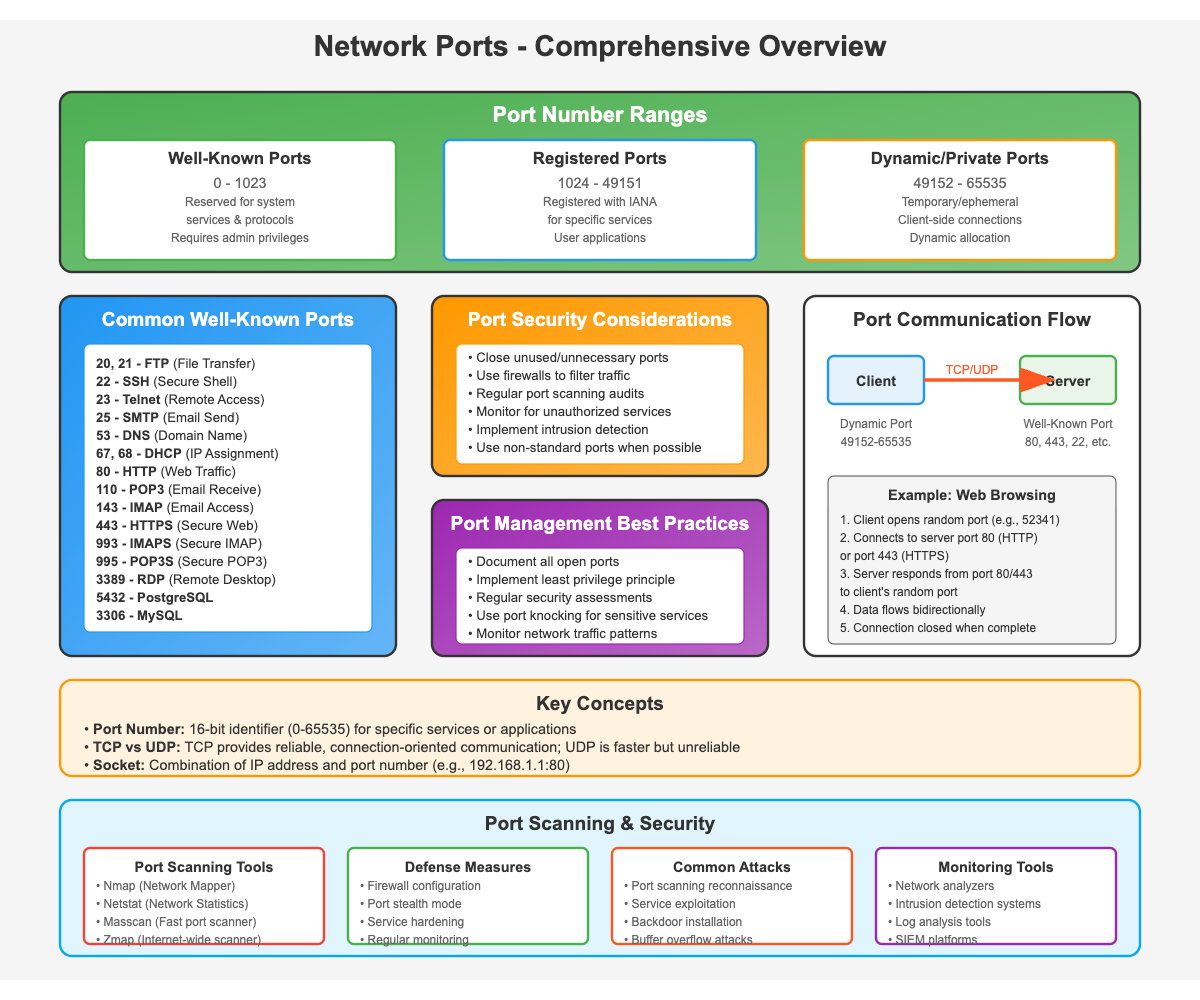 Network Ports - Comprehensive Overview
Port Number Ranges
Well-Known Ports
0 - 1023
Reserved for system
services & protocols
Requires admin privileges
Registered Ports
1024 - 49151
Registered with IANA
for specific services
User applications
Dynamic/Private Ports
49152 - 65535
Temporary/ephemeral
Client-side connections
Dynamic allocation
Common Well-Known Ports
20, 21 - FTP (File Transfer)
22 - SSH (Secure Shell)
23 - Telnet (Remote Access)
25 - SMTP (Email Send)
53 - DNS (Domain Name)
67, 68 - DHCP (IP Assignment)
80 - HTTP (Web Traffic)
110 - POP3 (Email Receive)
143 - IMAP (Email Access)
443 - HTTPS (Secure Web)
993 - IMAPS (Secure IMAP)
995 - POP3S (Secure POP3)
3389 - RDP (Remote Desktop)
5432 - PostgreSQL
3306 - MySQL
Port Security Considerations
• Close unused/unnecessary ports
• Use firewalls to filter traffic
• Regular port scanning audits
• Monitor for unauthorized services
• Implement intrusion detection
• Use non-standard ports when possible
Port Management Best Practices
• Document all open ports
• Implement least privilege principle
• Regular security assessments
• Use port knocking for sensitive services
• Monitor network traffic patterns
Port Communication Flow
Client
TCP/UDP
Server
Dynamic Port
49152-65535
Well-Known Port
80, 443, 22, etc.
Example: Web Browsing
1. Client opens random port (e.g., 52341)
2. Connects to server port 80 (HTTP)
or port 443 (HTTPS)
3. Server responds from port 80/443
to client's random port
4. Data flows bidirectionally
5. Connection closed when complete
Key Concepts
• Port Number: 16-bit identifier (0-65535) for specific services or applications
• TCP vs UDP: TCP provides reliable, connection-oriented communication; UDP is faster but unreliable
• Socket: Combination of IP address and port number (e.g., 192.168.1.1:80)
Port Scanning & Security
Port Scanning Tools
• Nmap (Network Mapper)
• Netstat (Network Statistics)
• Masscan (Fast port scanner)
• Zmap (Internet-wide scanner)
Defense Measures
• Firewall configuration
• Port stealth mode
• Service hardening
• Regular monitoring
Common Attacks
• Port scanning reconnaissance
• Service exploitation
• Backdoor installation
• Buffer overflow attacks
Monitoring Tools
• Network analyzers
• Intrusion detection systems
• Log analysis tools
• SIEM platforms